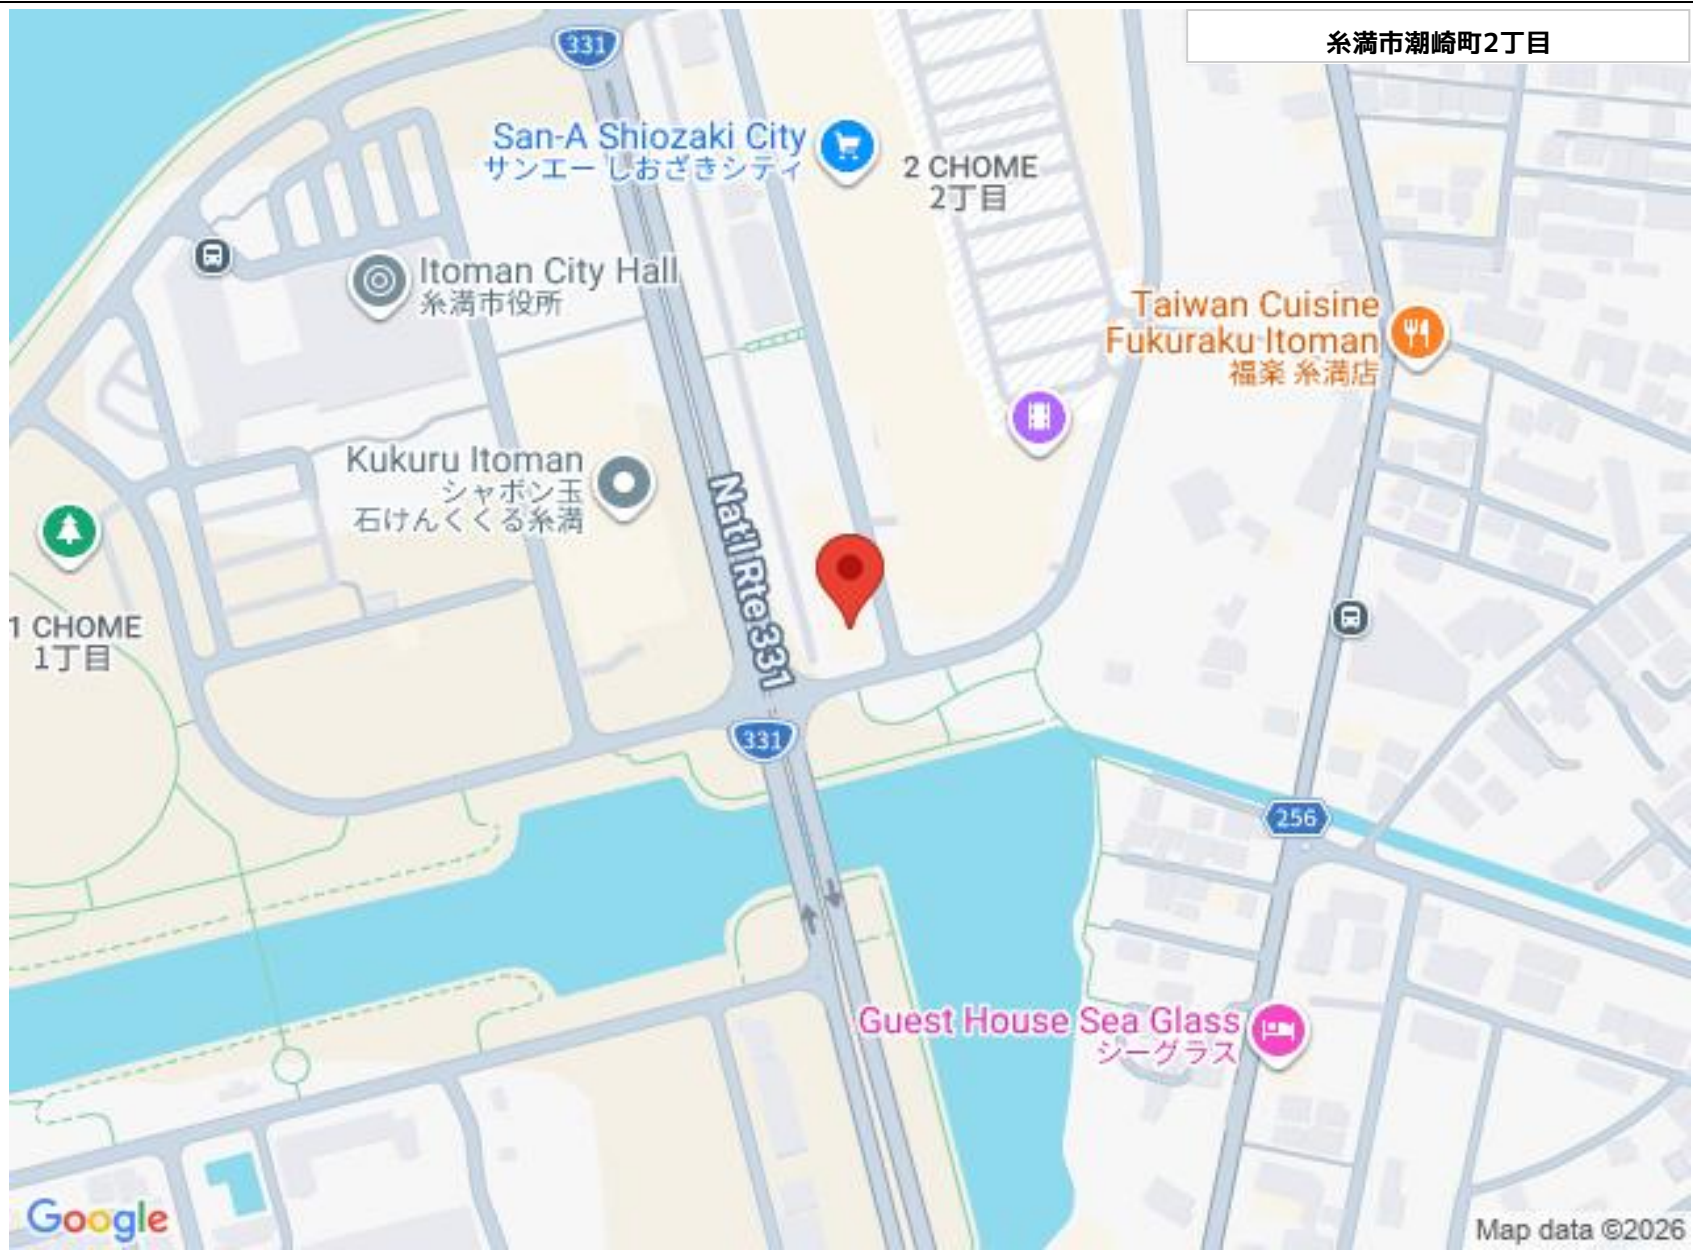 糸満市潮崎町2丁目
331
San-A Shiozaki City
サンエー しおざきシティ
2 CHOME
2丁目
Itoman City Hall
糸満市役所
Taiwan Cuisine
Fukuraku Itoman
福楽 糸満店
Kukuru Itoman
シャボン玉
石けんくくる糸満
Nat'l Rte 331
1 CHOME
1丁目
331
256
Guest House Sea Glass
シーグラス
Google
Map data ©2026